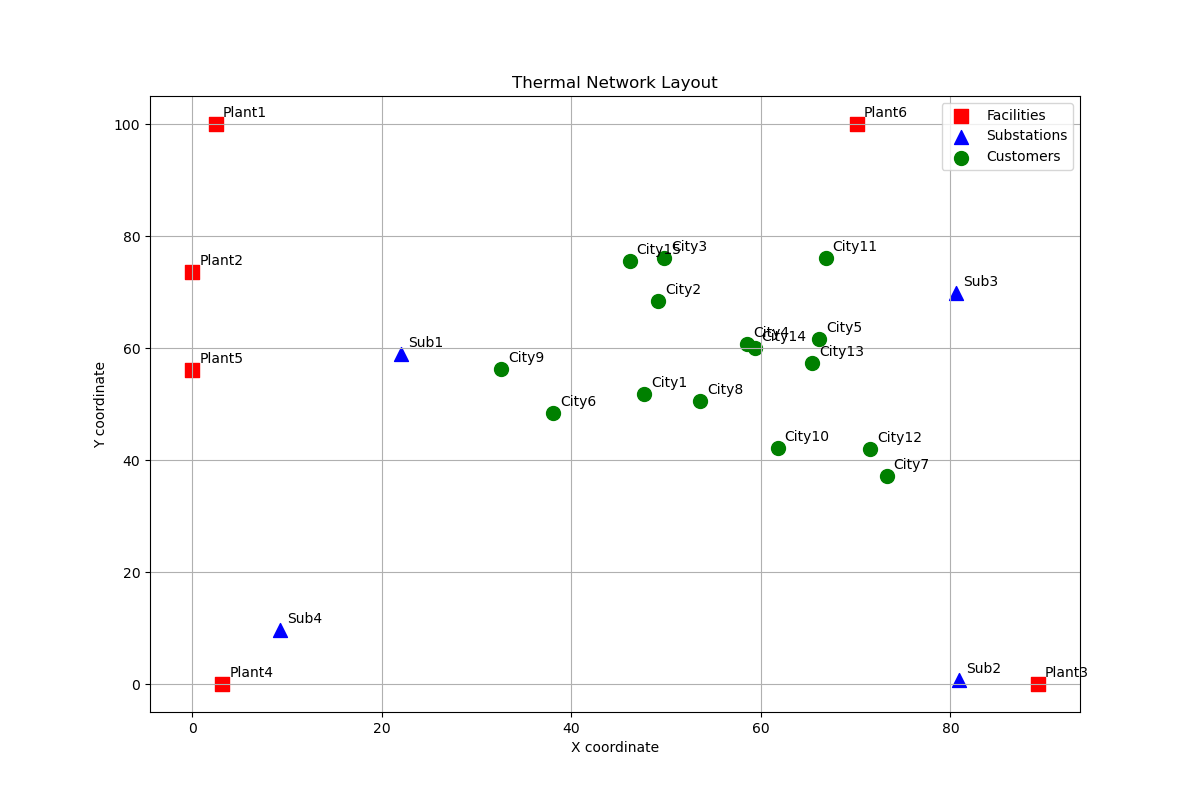 Thermal Network Layout
Plant1
Plant6
Facilities
Substations
Customers
100
City15
City3
City11
80
Plant2
Sub3
City2
City4
City14
City5
Sub1
City13
60
Plant5
City9
City1
City8
City6
City10
City12
City7
40
20
Sub4
Plant4
Sub2
Plant3
0
Y coordinate
0
20
40
60
80
X coordinate